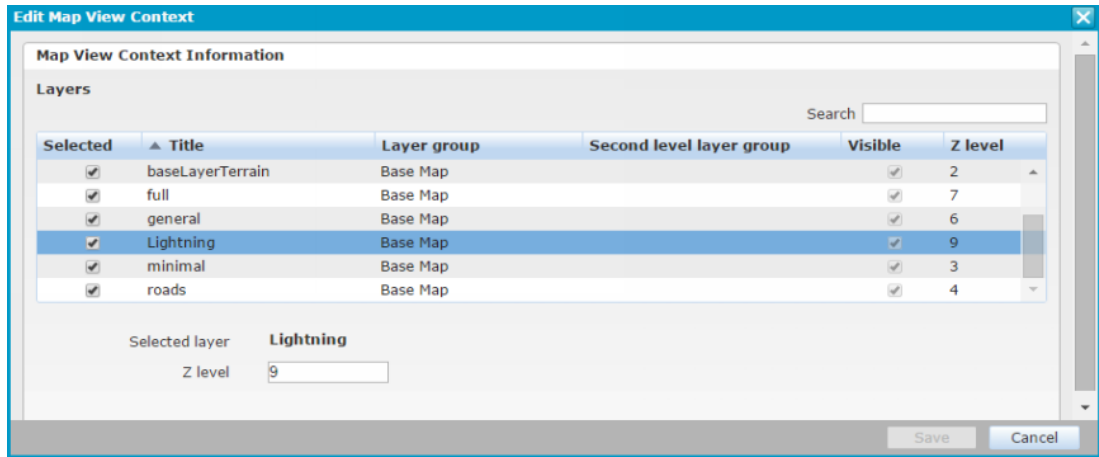 Edit Map View Context
Map View Context Information
Layers
Search
Selected Title Layer group Second level layer group Visible Z level
baseLayerTerrain Base Map 2
full Base Map 7
general Base Map 6
Lightning Base Map 9
minimal Base Map 3
roads Base Map 4
Selected layer Lightning
Z level 9
Save Cancel